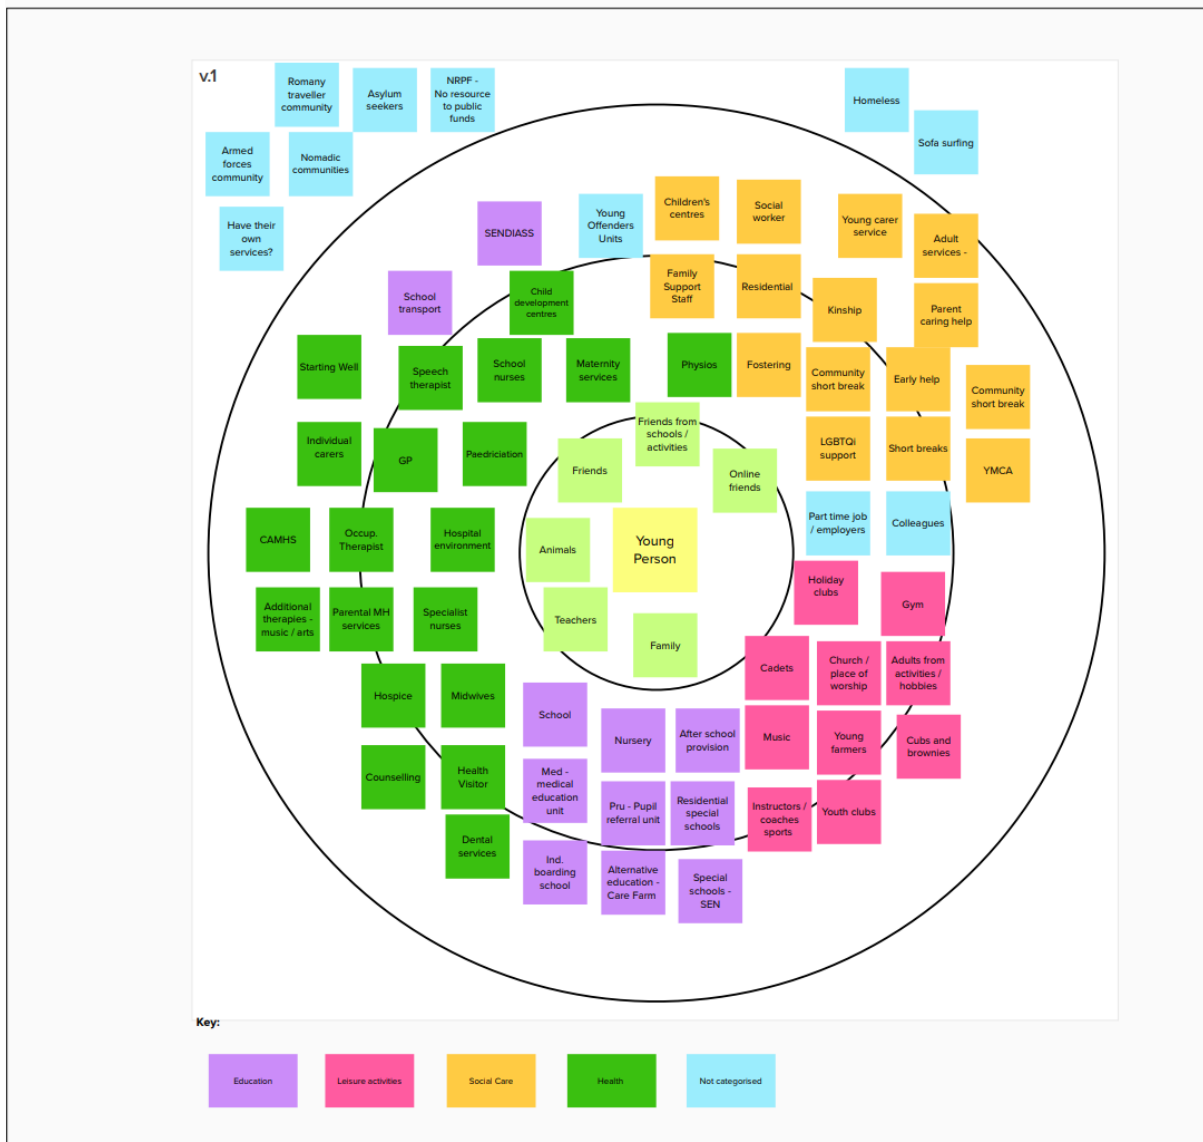 v.1
Romany
traveller
community
Asylum
seekers
NRPF -
No resource
to public
funds
Homeless
Sofa surfing
Armed
forces
community
Nomadic
communities
Have their
own
services?
SENDIASS
Young
Offenders
Units
Children's
centres
Social
worker
Young carer
service
Adult
services -
School
transport
Child
development
centres
Family
Support
Staff
Residential
Kinship
Parent
caring help
Starting Well
Speech
therapist
School
nurses
Maternity
services
Physios
Fostering
Community
short break
Early help
Community
short break
Individual
carers
GP
Paedriciation
Friends from
schools /
activities
Friends
Online
friends
LGBTQi
support
Short breaks
YMCA
CAMHS
Occup.
Therapist
Hospital
environment
Animals
Young
Person
Part time job
/ employers
Colleagues
Additional
therapies -
music / arts
Parental MH
services
Specialist
nurses
Teachers
Family
Holiday
clubs
Gym
Hospice
Midwives
Cadets
Church /
place of
worship
Adults from
activities /
hobbies
School
Nursery
After school
provision
Music
Young
farmers
Cubs and
brownies
Counselling
Health
Visitor
Med -
medical
education
unit
Pru - Pupil
referral unit
Residential
special
schools
Instructors /
coaches
sports
Youth clubs
Dental
services
Ind.
boarding
school
Alternative
education -
Care Farm
Special
schools -
SEN
Key:
Education
Leisure activities
Social Care
Health
Not categorised